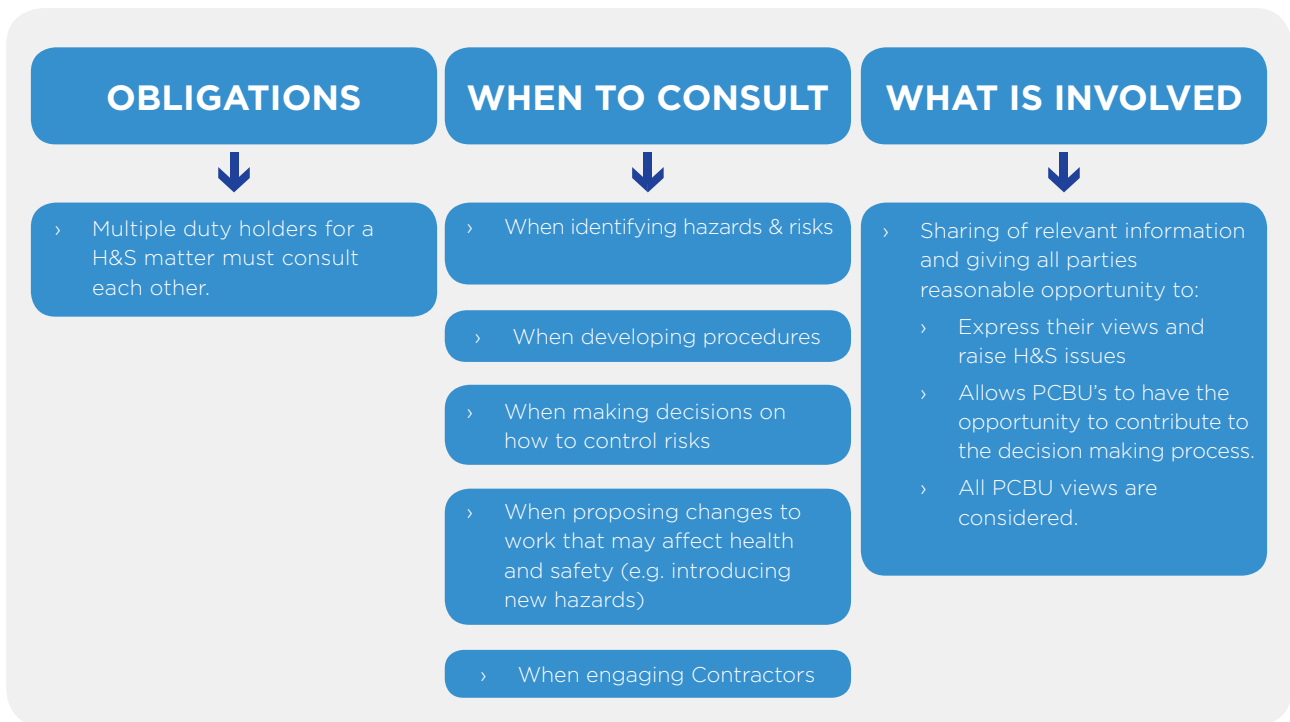 OBLIGATIONS
› Multiple duty holders for a
H&S matter must consult
each other.
WHEN TO CONSULT
› When identifying hazards & risks
› When developing procedures
› When making decisions on
how to control risks
› When proposing changes to
work that may affect health
and safety (e.g. introducing
new hazards)
› When engaging Contractors
WHAT IS INVOLVED
› Sharing of relevant information
and giving all parties
reasonable opportunity to:
› Express their views and
raise H&S issues
› Allows PCBU's to have the
opportunity to contribute to
the decision making process.
› All PCBU views are
considered.